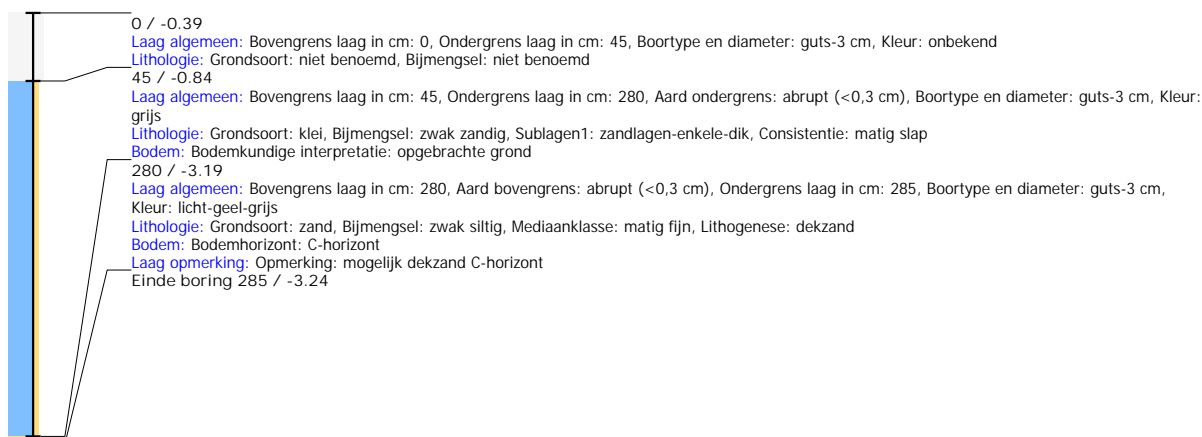 0 / -0.39
Laag algemeen: Bovengrens laag in cm: 0, Ondergrens laag in cm: 45, Boortype en diameter: guts-3 cm, Kleur: onbekend
Lithologie: Grondsoort: niet benoemd, Bijmengsel: niet benoemd
45 / -0.84
Laag algemeen: Bovengrens laag in cm: 45, Ondergrens laag in cm: 280, Aard ondergrens: abrupt (<0,3 cm), Boortype en diameter: guts-3 cm, Kleur:
grijs
Lithologie: Grondsoort: klei, Bijmengsel: zwak zandig, Sublagen1: zandlagen-enkele-dik, Consistentie: matig slap
Bodem: Bodemkundige interpretatie: opgebrachte grond
280 / -3.19
Laag algemeen: Bovengrens laag in cm: 280, Aard bovengrens: abrupt (<0,3 cm), Ondergrens laag in cm: 285, Boortype en diameter: guts-3 cm,
Kleur: licht-geel-grijs
Lithologie: Grondsoort: zand, Bijmengsel: zwak siltig, Mediaanklasse: matig fijn, Lithogenese: dekzand
Bodem: Bodemhorizont: C-horizont
Laag opmerking: Opmerking: mogelijk dekzand C-horizont
Einde boring 285 / -3.24